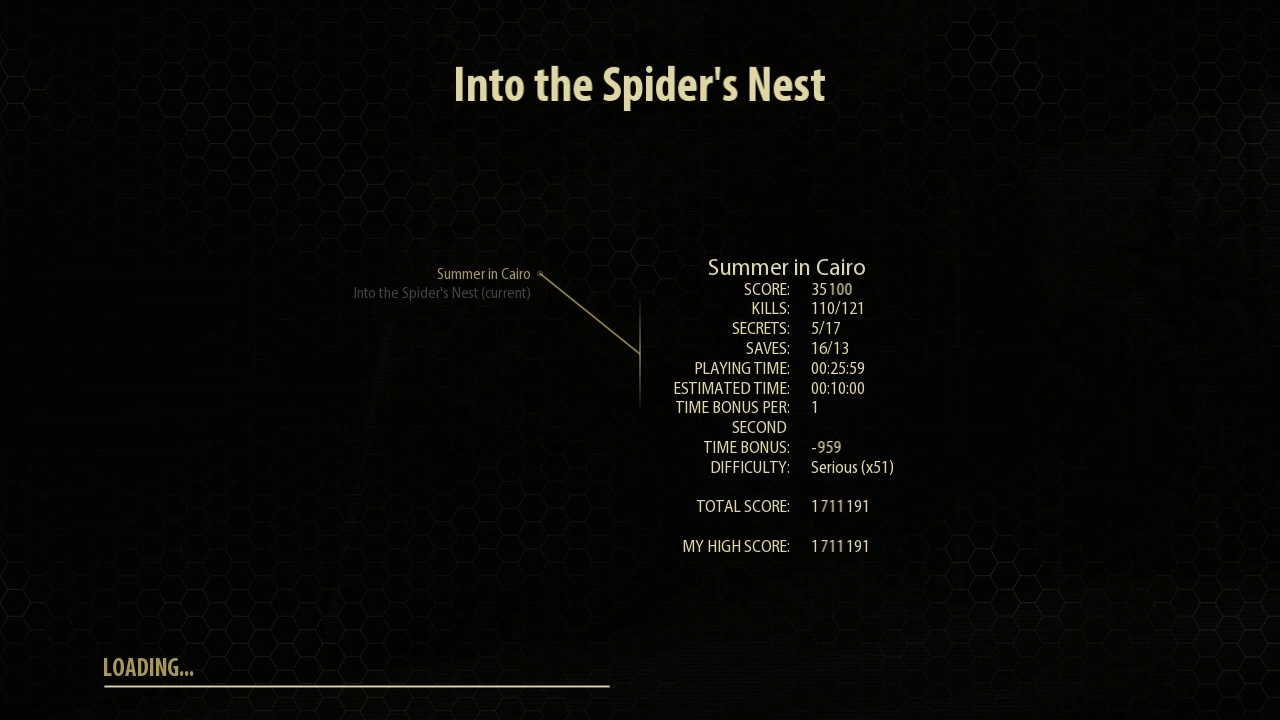 Into the Spider's Nest
Summer in Cairo
Into the Spider's Nest (current)
Summer in Cairo
SCORE: 35100
KILLS: 110/121
SECRETS: 5/17
SAVES: 16/13
PLAYING TIME: 00:25:59
ESTIMATED TIME: 00:10:00
TIME BONUS PER: 1
SECOND
TIME BONUS: -959
DIFFICULTY: Serious (x51)
TOTAL SCORE: 1711191
MY HIGH SCORE: 1711191
LOADING...